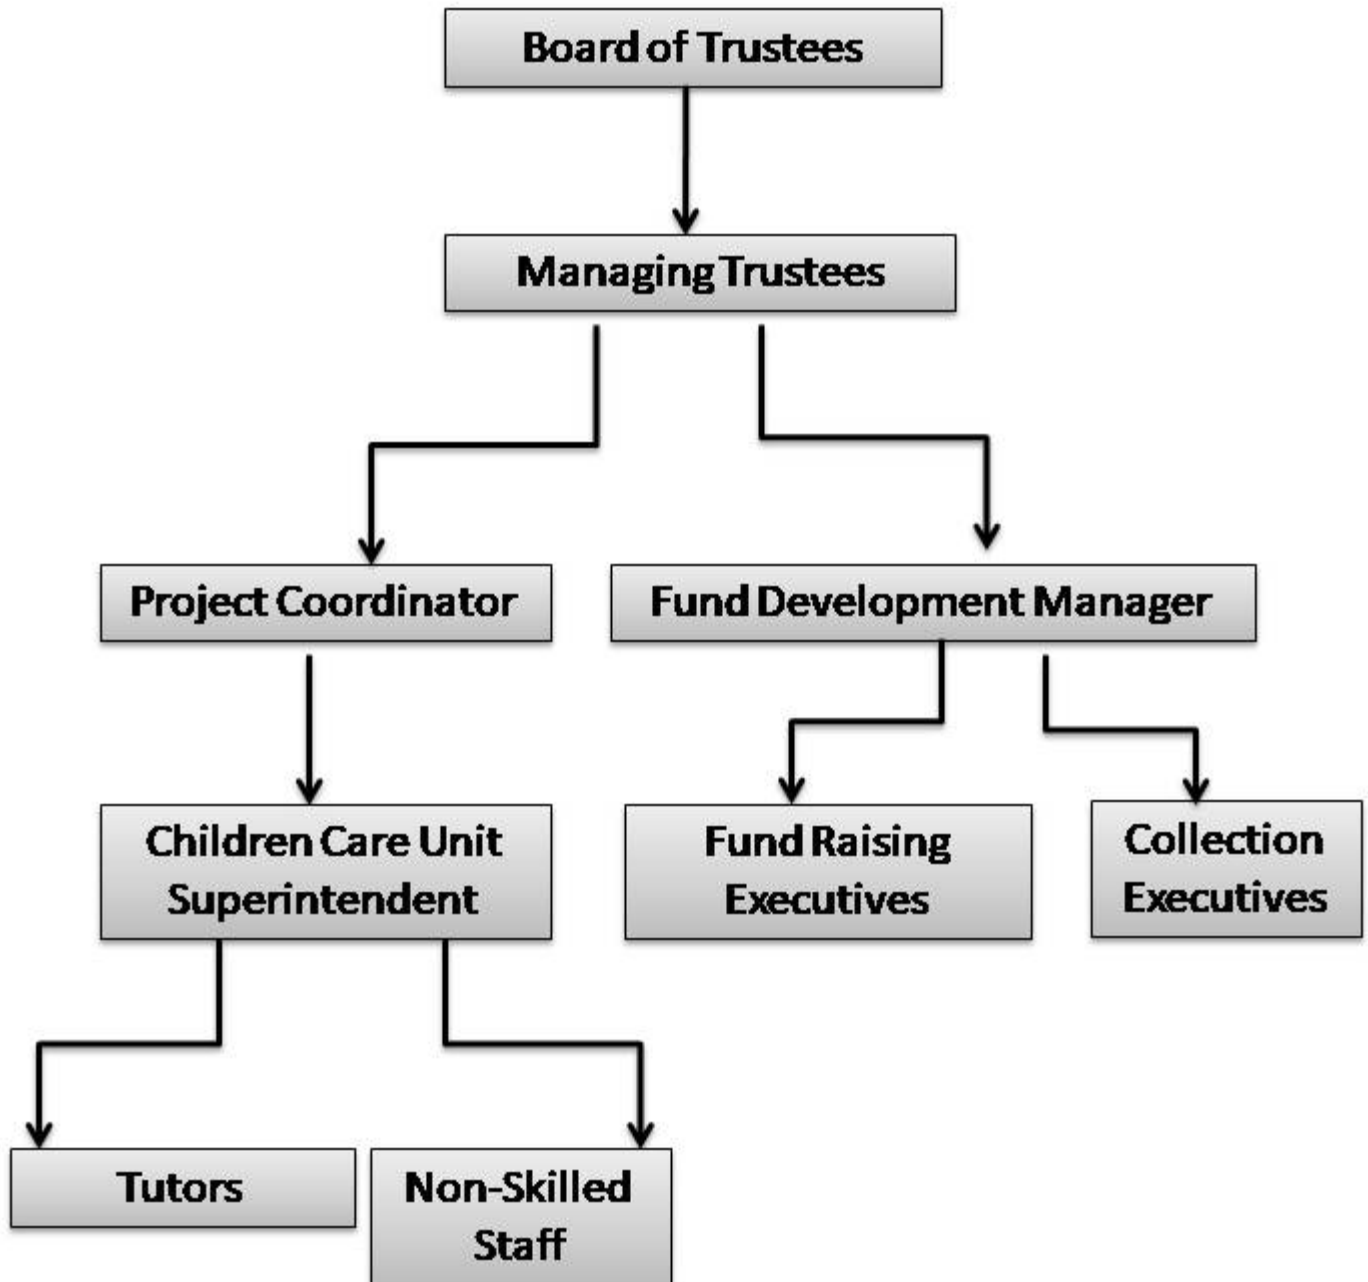 Board of Trustees
Managing Trustees
Project Coordinator
Fund Development Manager
Children Care Unit
Superintendent
Fund Raising
Executives
Collection
Executives
Tutors
Non-Skilled
Staff